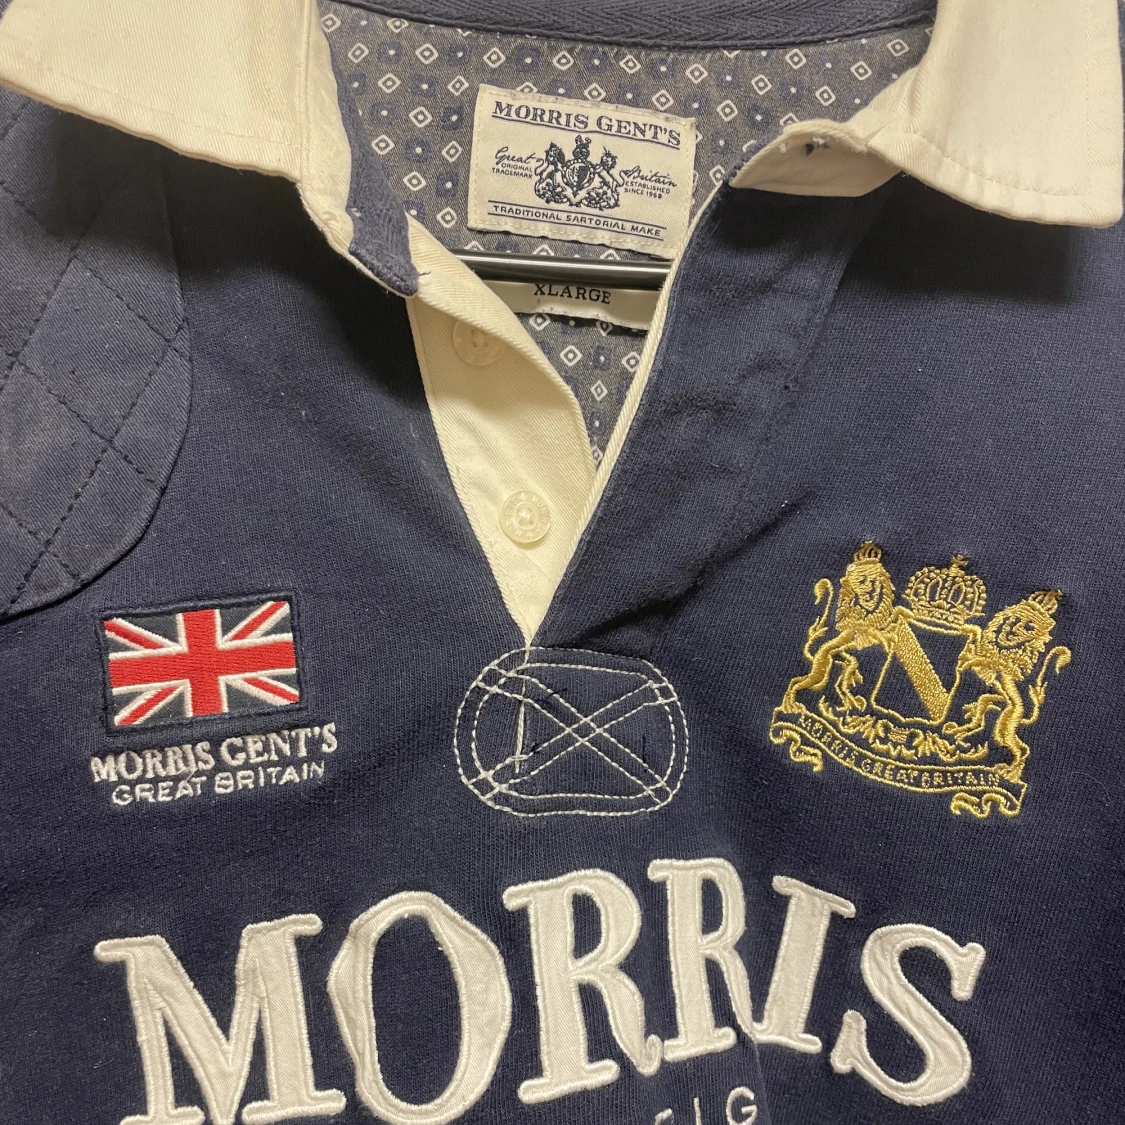 MORRIS GENT'S
Great Britain
ORIGINAL
TRADEMARK
ESTABLISHED
SINCE 1968
TRADITIONAL SARTORIAL MAKE
XLARGE
MORRIS GENT'S
GREAT BRITAIN
MORRIS GREAT BRITAIN
MORRIS